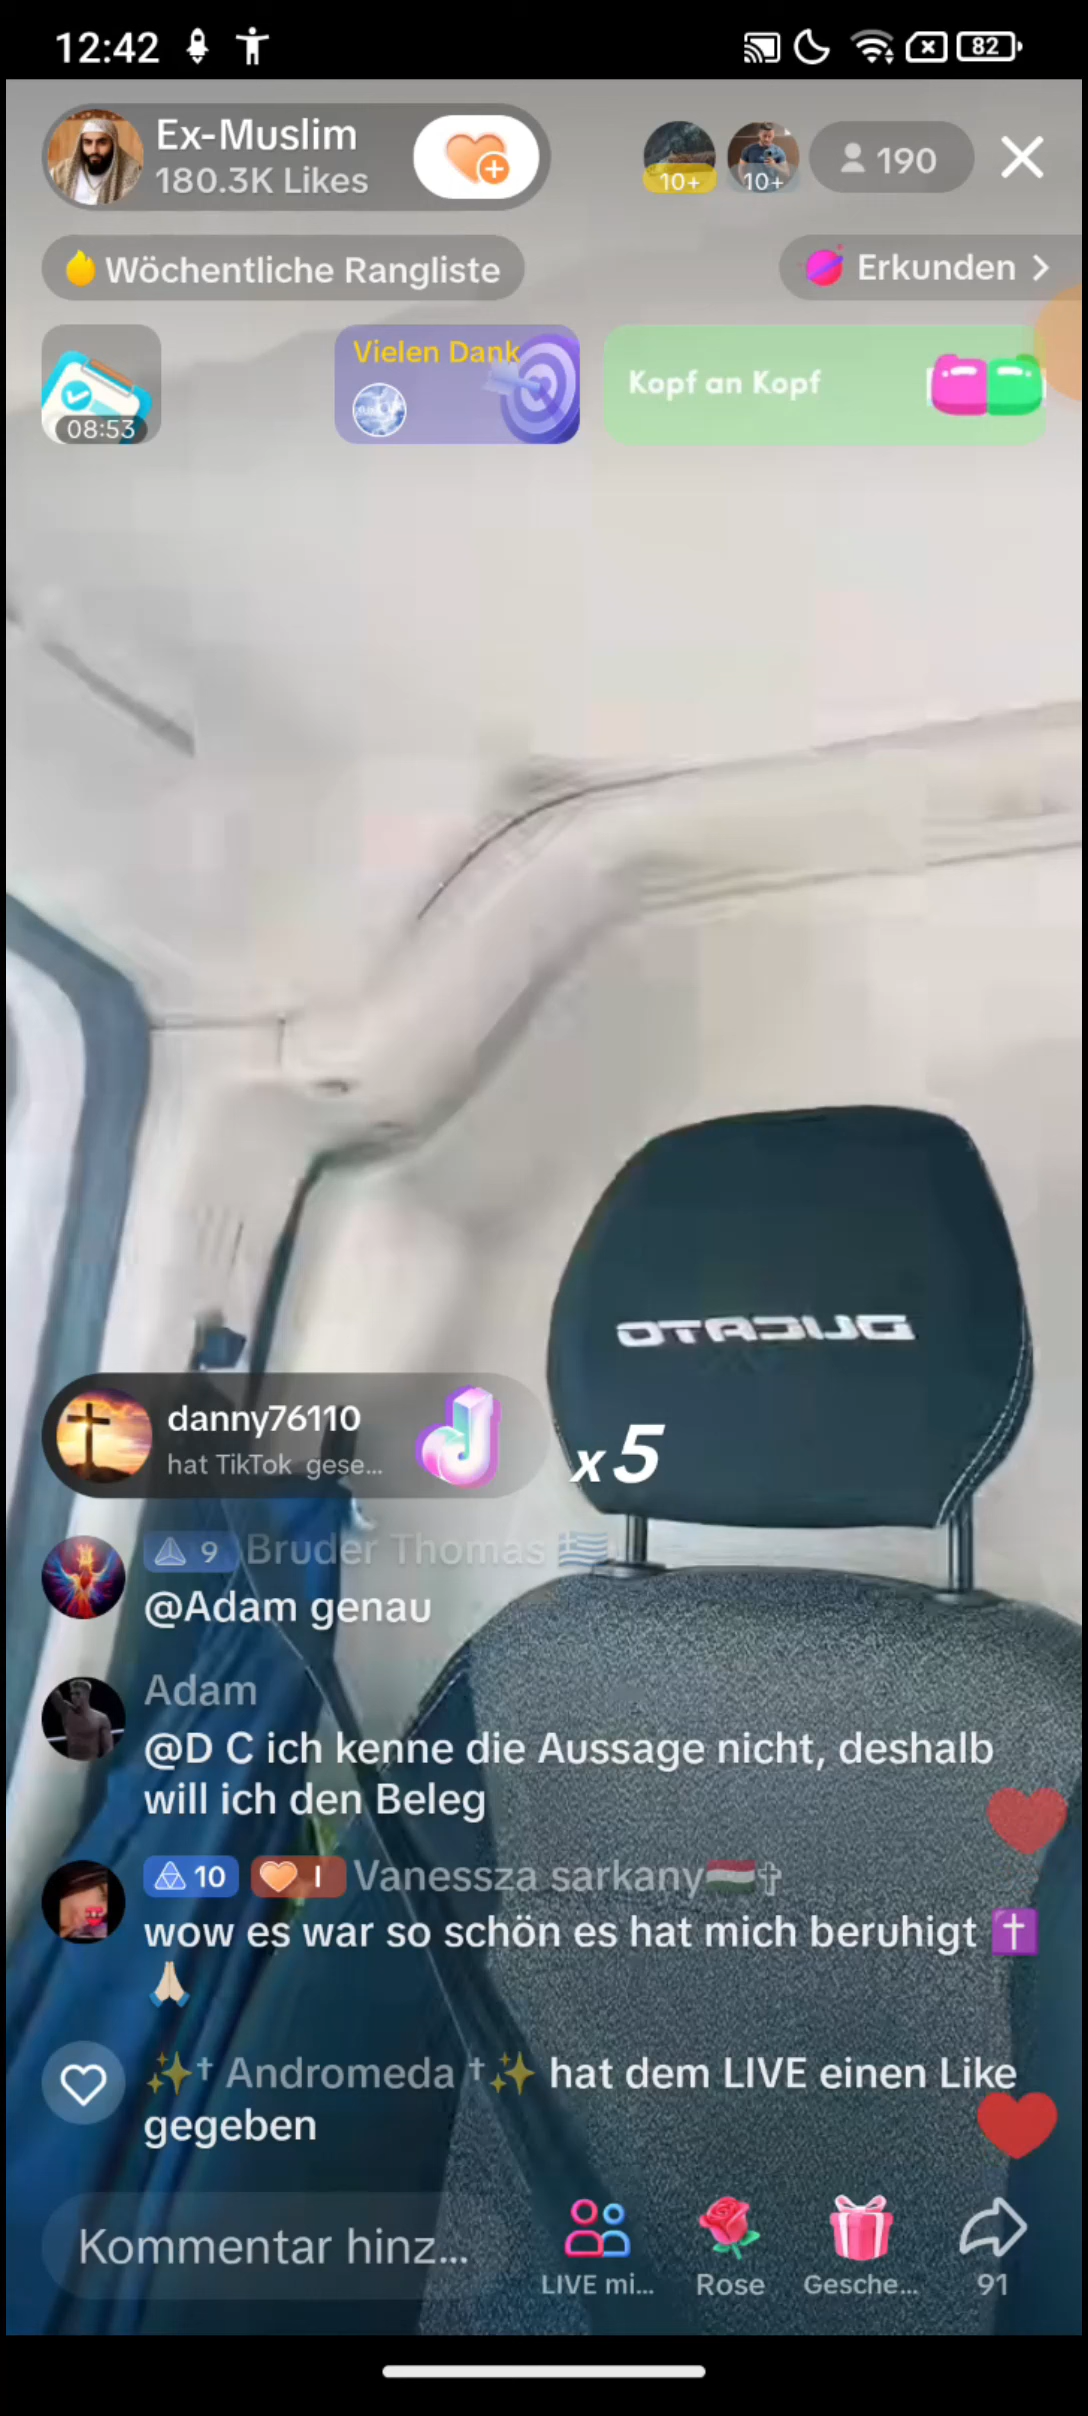 12:42
82
Ex-Muslim
180.3K Likes
10+
10+
190
Wöchentliche Rangliste
Erkunden
08:53
Vielen Dank
Kopf an Kopf
DUCATO
danny76110
hat TikTok gese...
x5
9 Bruder Thomas
@Adam genau
Adam
@D C ich kenne die Aussage nicht, deshalb
will ich den Beleg
10 I Vanessza sarkany🇭🇺✞
wow es war so schön es hat mich beruhigt ✝️
🙏🏻
✨† Andromeda †✨ hat dem LIVE einen Like
gegeben
Kommentar hinz...
LIVE mi...
Rose
Gesche...
91